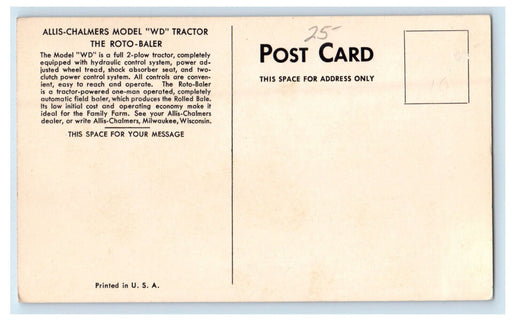 ALLIS-CHALMERS MODEL "WD" TRACTOR
THE ROTO-BALER
The Model "WD" is a full 2-plow tractor, completely
equipped with hydraulic control system, power ad-
justed wheel tread, shock absorber seat, and two-
clutch power control system. All controls are conven-
ient, easy to reach and operate. The Roto-Baler
is a tractor-powered one-man operated, completely
automatic field baler, which produces the Rolled Bale.
Its low initial cost and operating economy make it
ideal for the Family Farm. See your Allis-Chalmers
dealer, or write Allis-Chalmers, Milwaukee, Wisconsin.
THIS SPACE FOR YOUR MESSAGE
Printed in U. S. A.
25-
POST CARD
THIS SPACE FOR ADDRESS ONLY